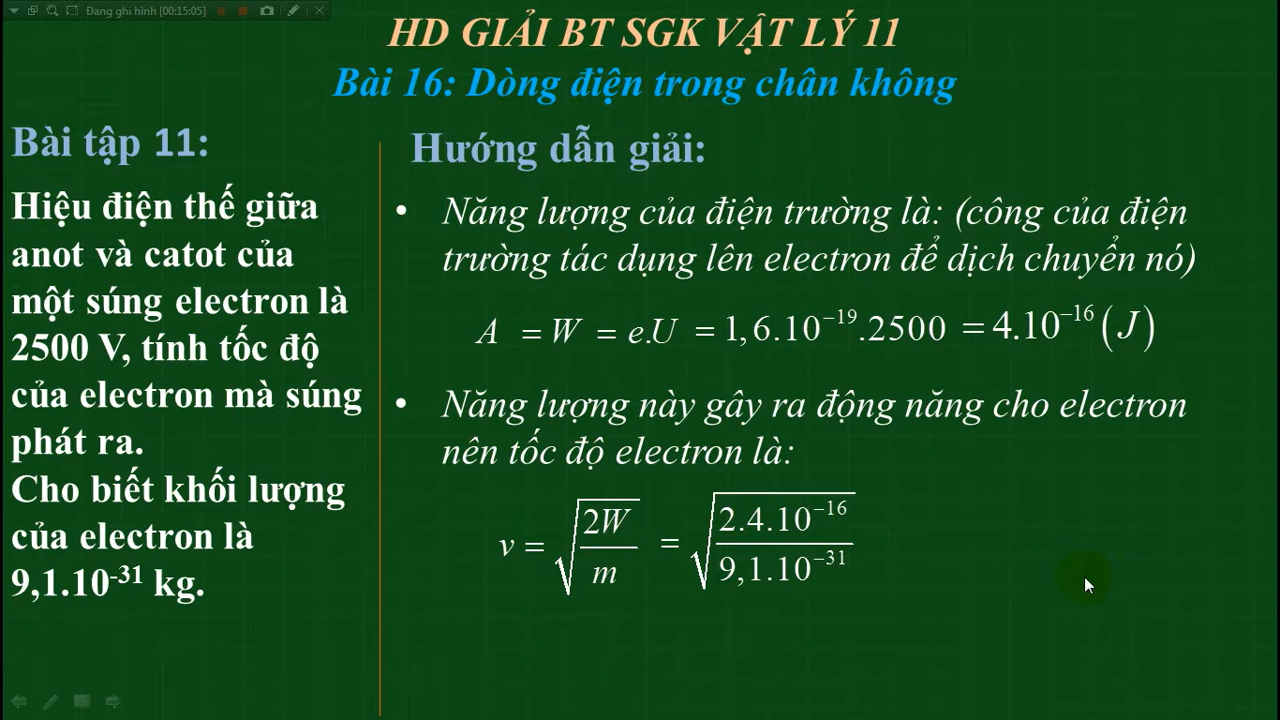 Đang ghi hình [00:15:05]
HD GIẢI BT SGK VẬT LÝ 11
Bài 16: Dòng điện trong chân không
Bài tập 11:
Hiệu điện thế giữa
anot và catot của
một súng electron là
2500 V, tính tốc độ
của electron mà súng
phát ra.
Cho biết khối lượng
của electron là
9,1.10⁻³¹ kg.
Hướng dẫn giải:
• Năng lượng của điện trường là: (công của điện
trường tác dụng lên electron để dịch chuyển nó)
A = W = e.U = 1,6.10⁻¹⁹.2500 = 4.10⁻¹⁶ (J)
• Năng lượng này gây ra động năng cho electron
nên tốc độ electron là:
v = √(2W/m) = √(2.4.10⁻¹⁶/9,1.10⁻³¹)